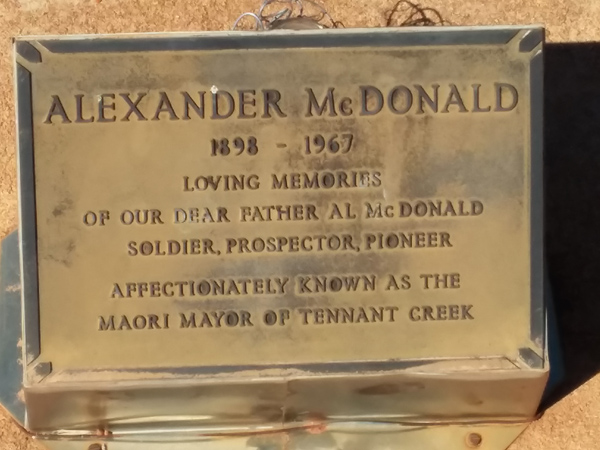 ALEXANDER McDONALD
1898 - 1967
LOVING MEMORIES
OF OUR DEAR FATHER AL McDONALD
SOLDIER, PROSPECTOR, PIONEER
AFFECTIONATELY KNOWN AS THE
MAORI MAYOR OF TENNANT CREEK